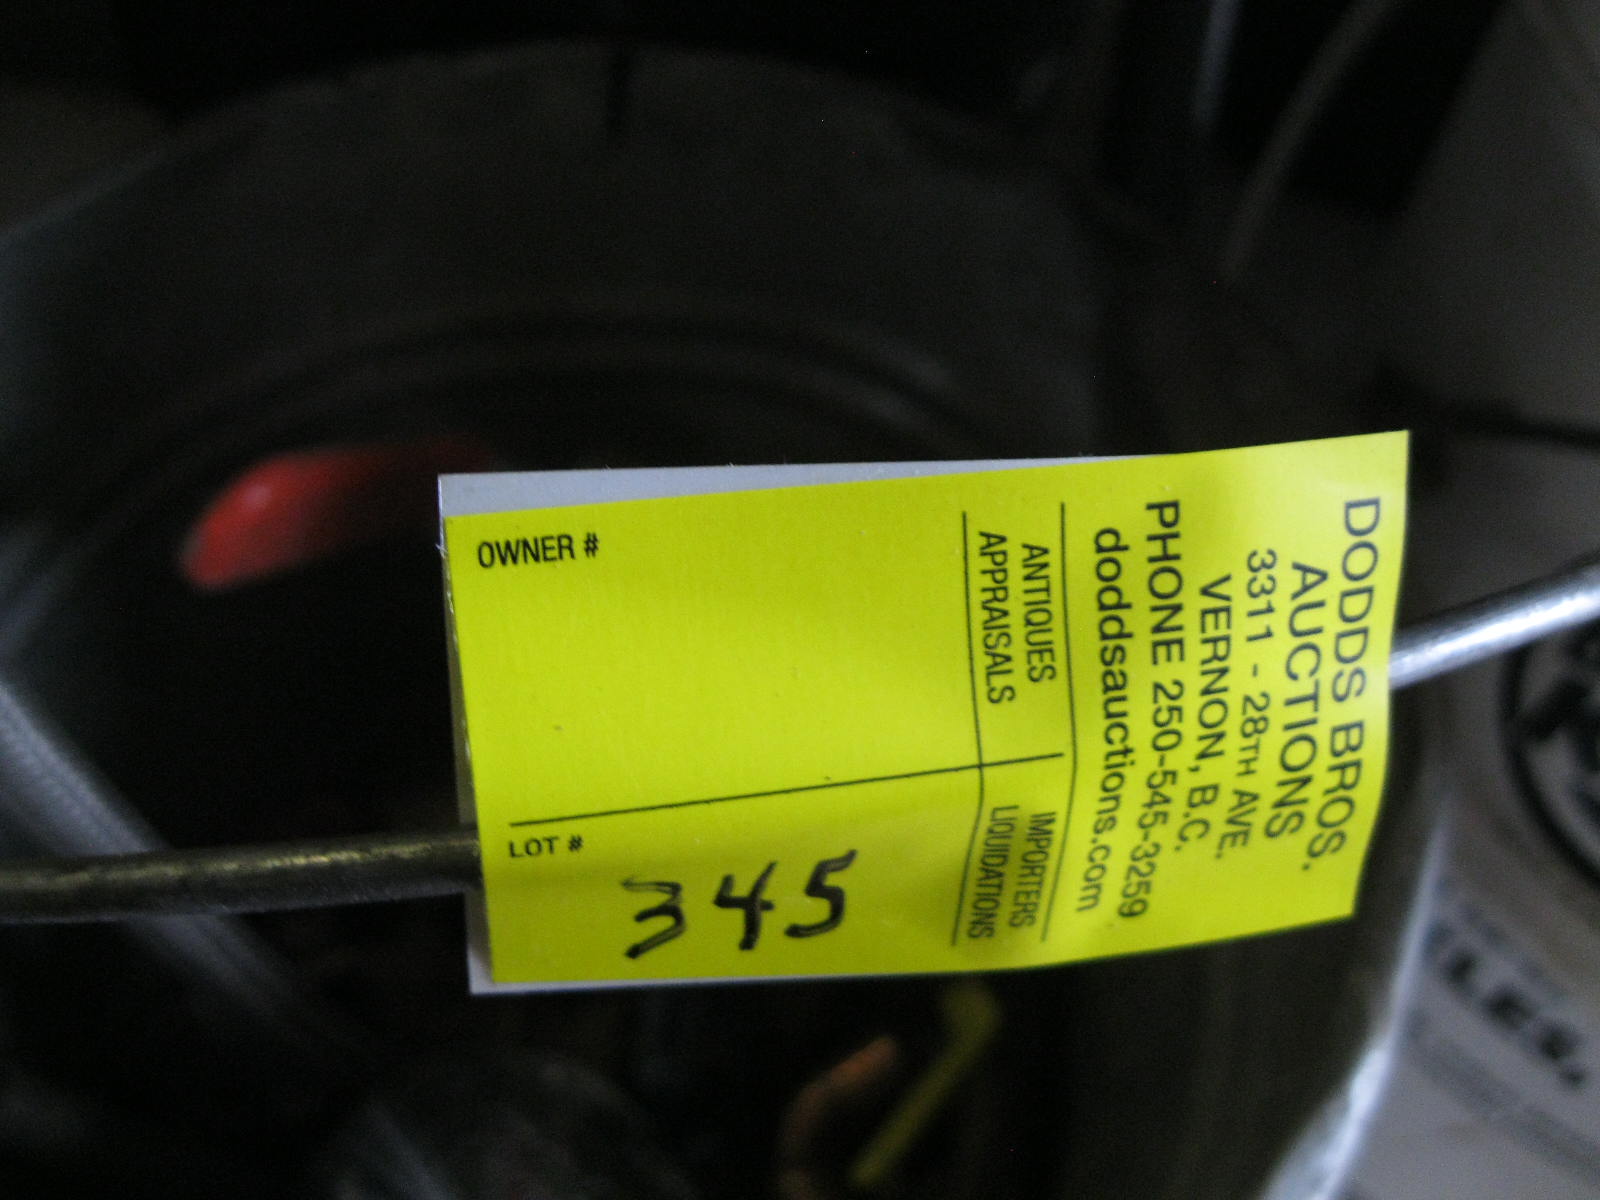 DODDS BROS.
AUCTIONS
3311 - 28TH AVE.
VERNON, B.C.
PHONE 250-545-3259
doddsauctions.com
ANTIQUES IMPORTERS
APPRAISALS LIQUIDATIONS
OWNER #
LOT #
345